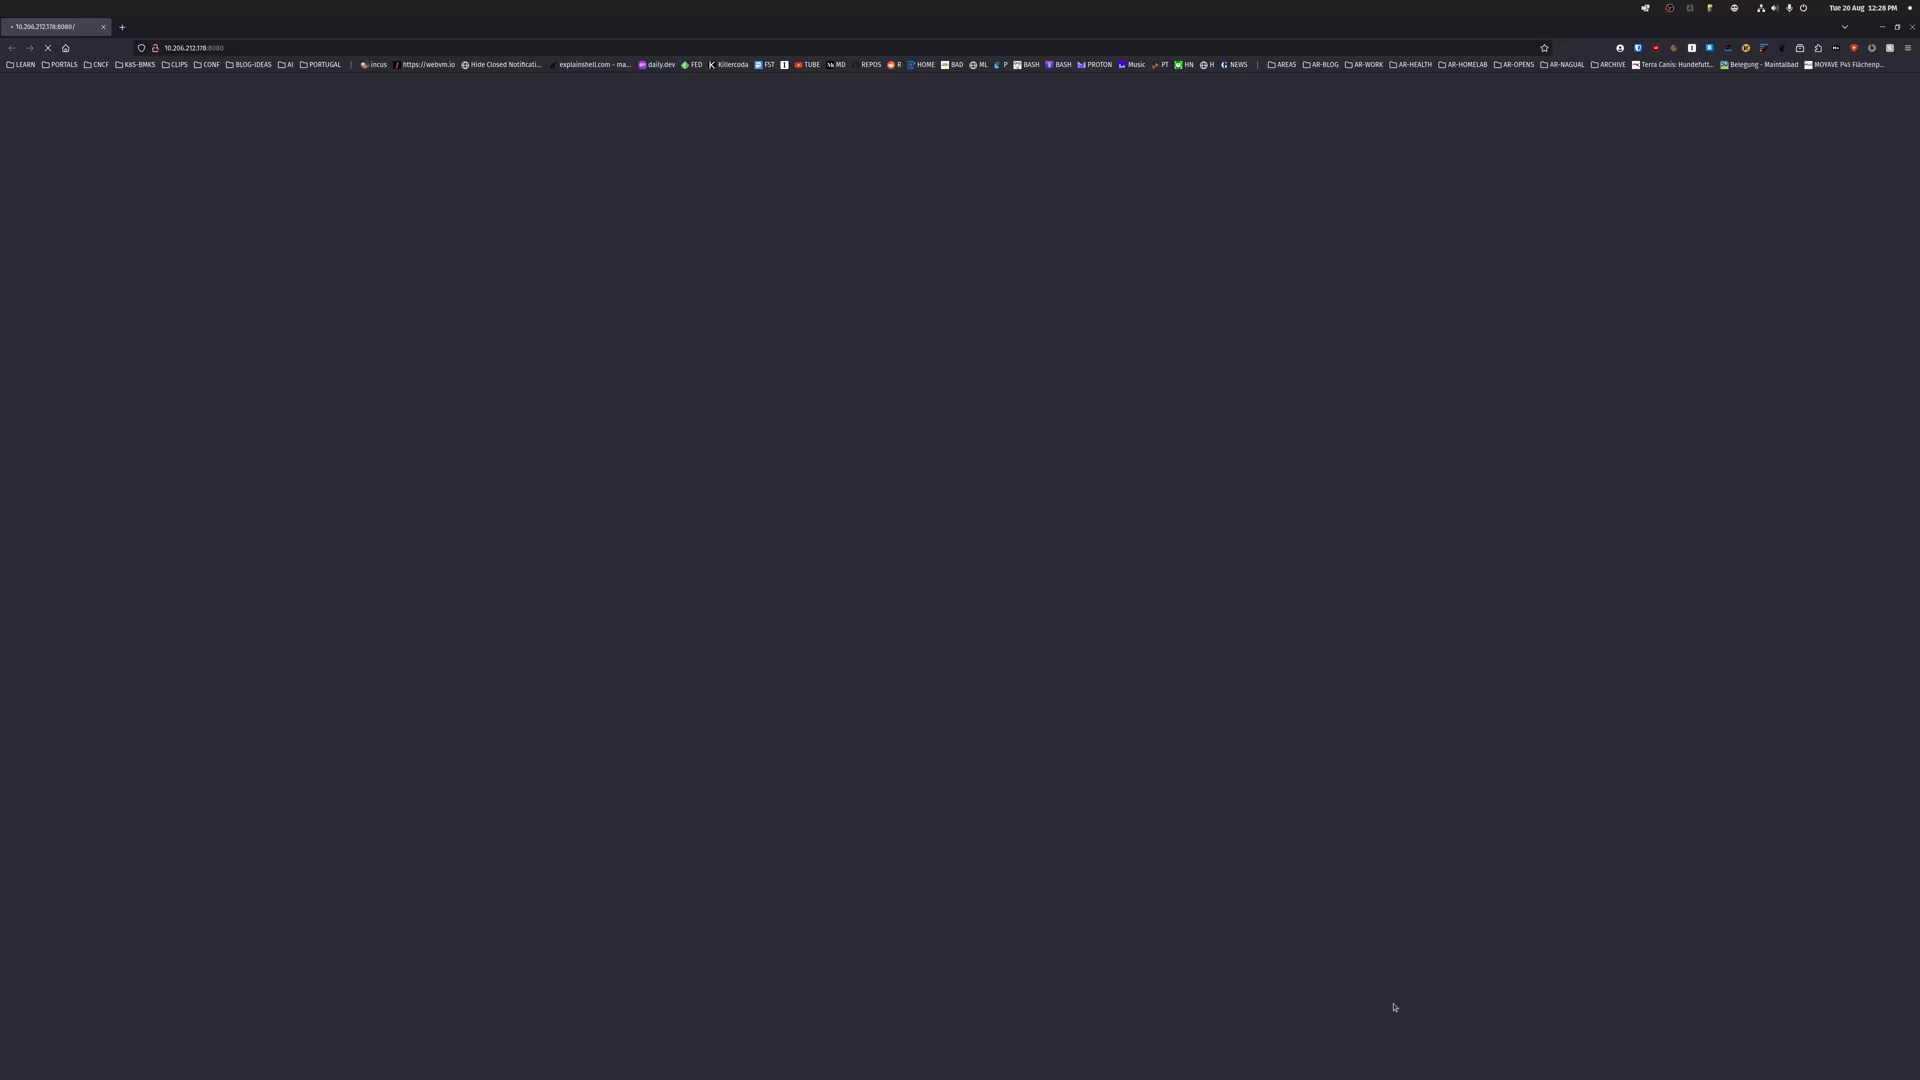 Tue 20 Aug 12:28 PM
10.206.212.178:8080/
10.206.212.178:8080
LEARN PORTALS CNCF K8S-BMKS CLIPS CONF BLOG-IDEAS AI PORTUGAL incus https://webvm.io Hide Closed Notificati... explainshell.com - ma... daily.dev FED Killercoda FST TUBE MD REPOS R HOME BAD ML P BASH BASH PROTON Music PT HN H NEWS AREAS AR-BLOG AR-WORK AR-HEALTH AR-HOMELAB AR-OPENS AR-NAGUAL ARCHIVE Terra Canis: Hundefutt... Belegung - Maintalbad MOYAVE P45 Flächenp...